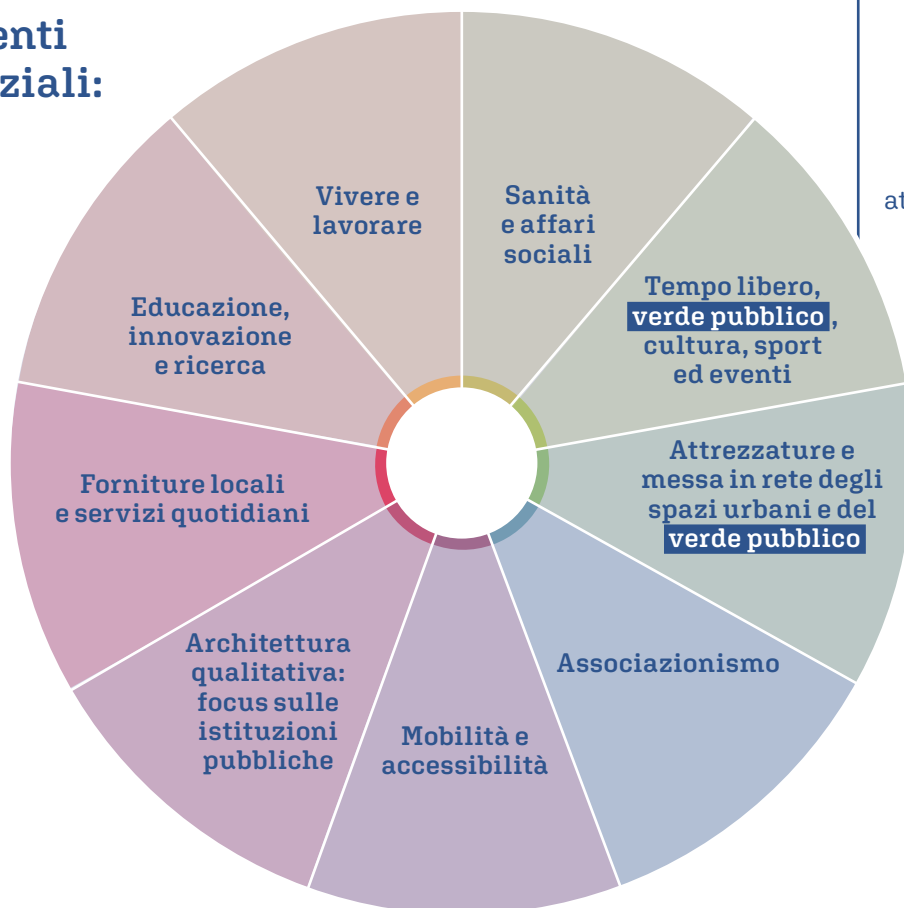 enti
ziali:
at
Vivere e
lavorare
Sanità
e affari
sociali
Tempo libero,
verde pubblico,
cultura, sport
ed eventi
Attrezzature e
messa in rete degli
spazi urbani e del
verde pubblico
Associazionismo
Mobilità e
accessibilità
Architettura
qualitativa:
focus sulle
istituzioni
pubbliche
Forniture locali
e servizi quotidiani
Educazione,
innovazione
e ricerca